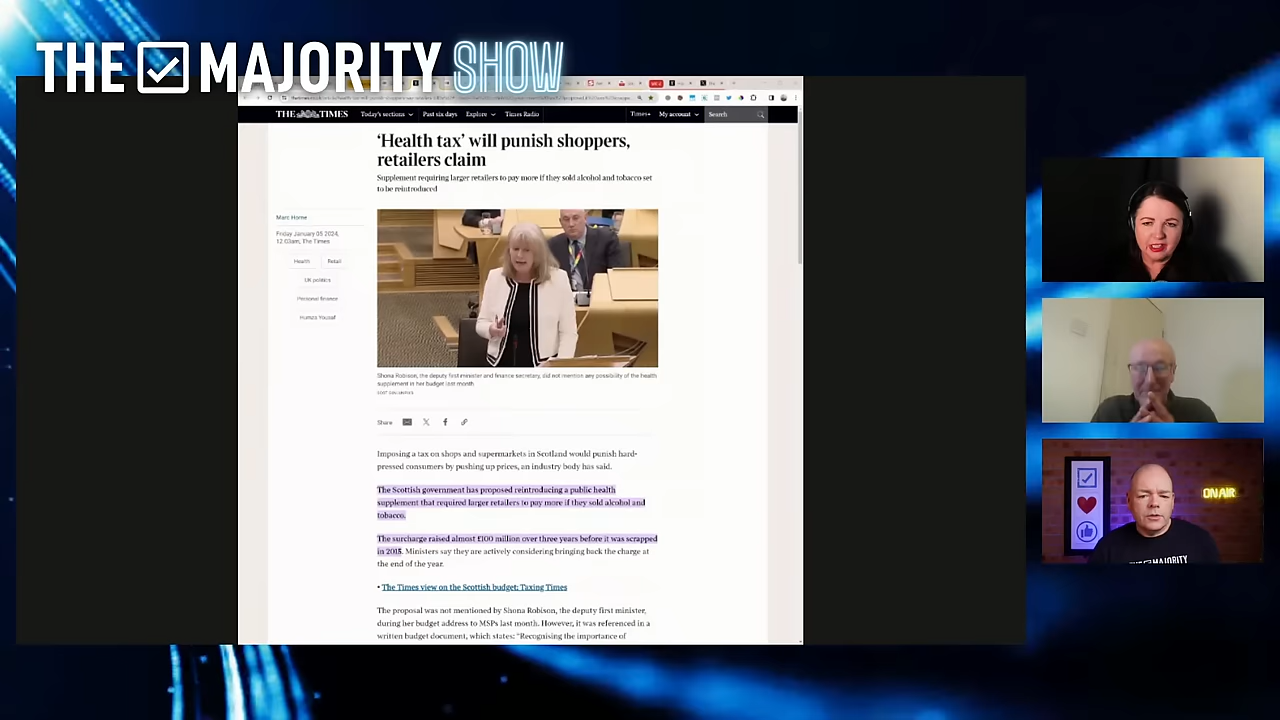 THE MAJORITY SHOW
THE TIMES
Today's sections
Past six days
Explore
Times Radio
Times+
My account
Search
'Health tax' will punish shoppers,
retailers claim
Supplement requiring larger retailers to pay more if they sold alcohol and tobacco set
to be reintroduced
Marc Horne
Friday January 05 2024,
12.03am, The Times
Health
Retail
UK politics
Personal finance
Humza Yousaf
Shona Robison, the deputy first minister and finance secretary, did not mention any possibility of the health
supplement in her budget last month
Share
Imposing a tax on shops and supermarkets in Scotland would punish hard-
pressed consumers by pushing up prices, an industry body has said.
The Scottish government has proposed reintroducing a public health
supplement that required larger retailers to pay more if they sold alcohol and
tobacco.
The surcharge raised almost £100 million over three years before it was scrapped
in 2015. Ministers say they are actively considering bringing back the charge at
the end of the year.
• The Times view on the Scottish budget: Taxing Times
The proposal was not mentioned by Shona Robison, the deputy first minister,
during her budget address to MSPs last month. However, it was referenced in a
written budget document, which states: "Recognising the importance of
ON AIR
THE MAJORITY